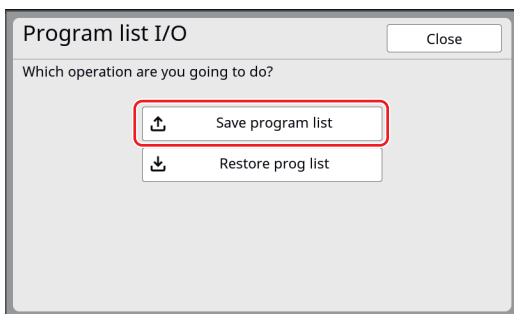 Program list I/O
Close
Which operation are you going to do?
Save program list
Restore prog list